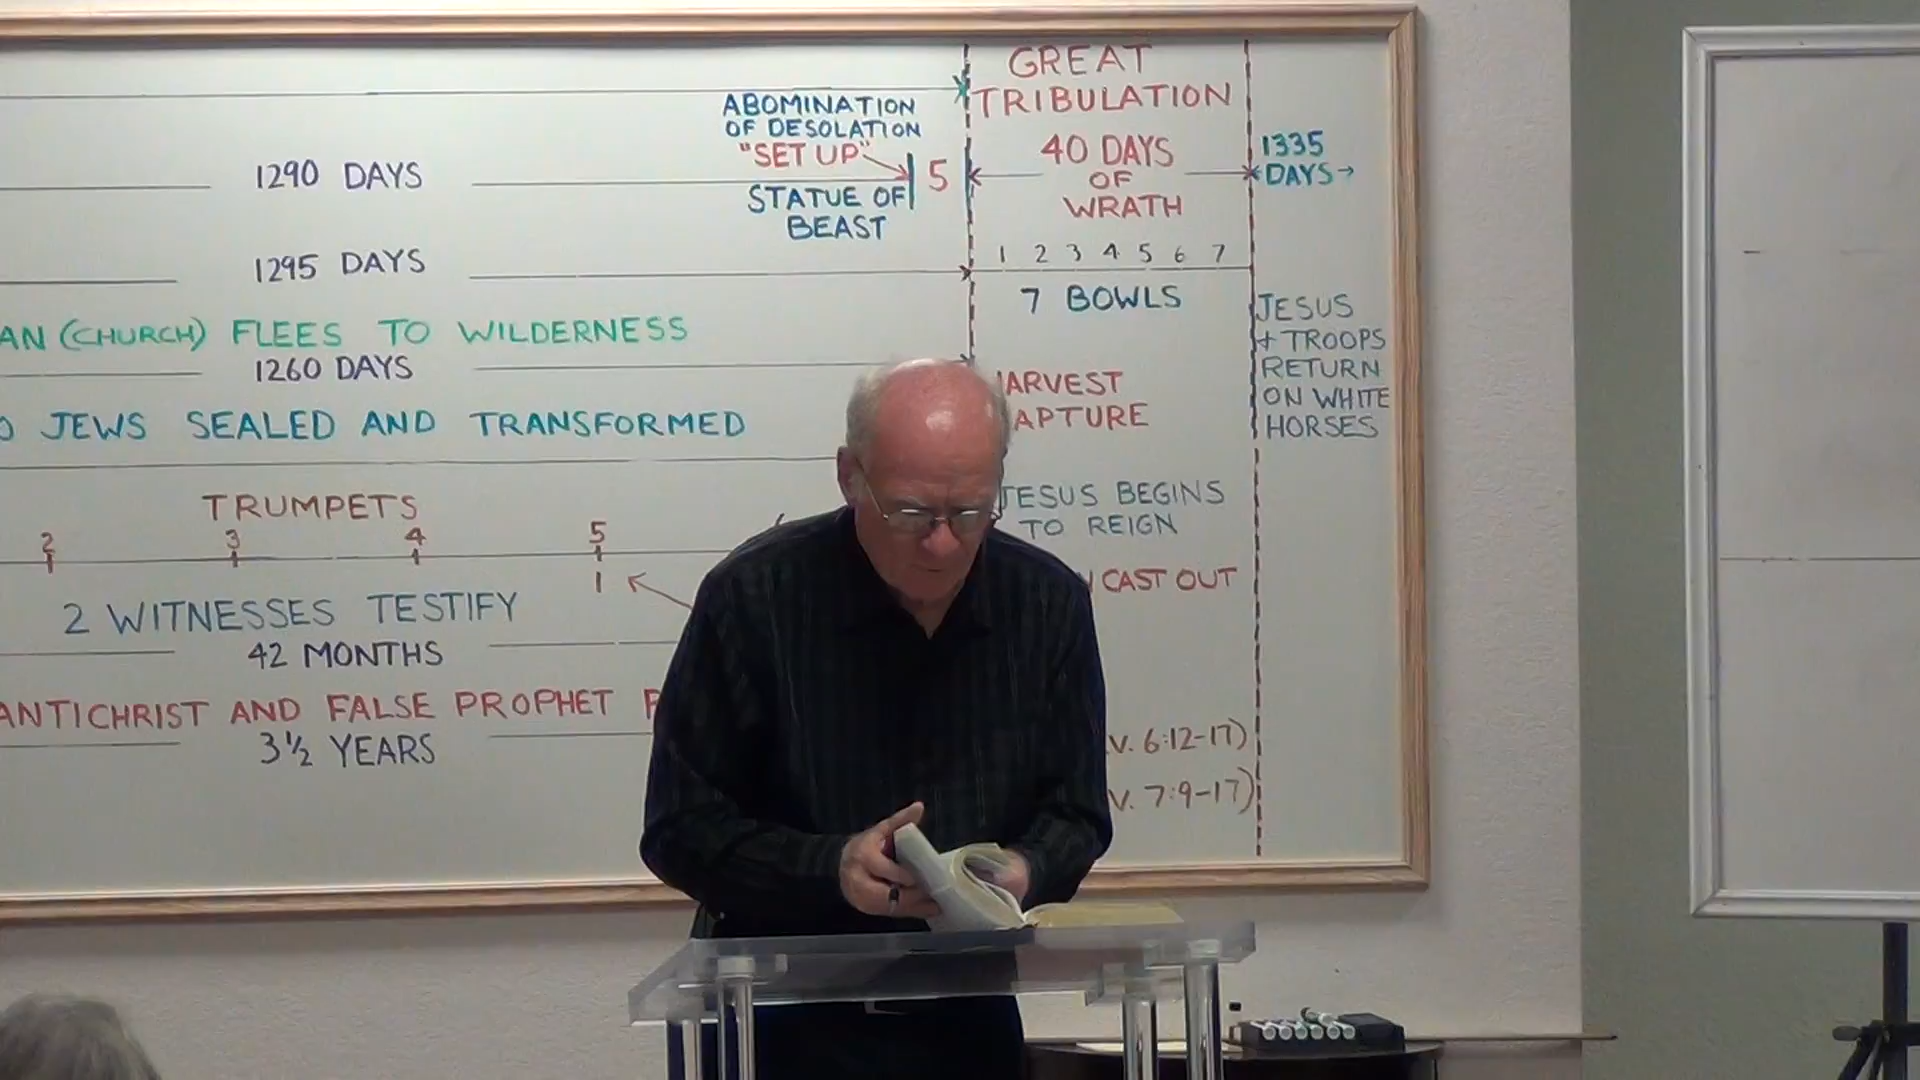 GREAT
TRIBULATION
ABOMINATION
OF DESOLATION
"SET UP"
STATUE OF
BEAST
5
40 DAYS
OF
WRATH
1335
DAYS→
1290 DAYS
1295 DAYS
1 2 3 4 5 6 7
7 BOWLS
JESUS
+ TROOPS
RETURN
ON WHITE
HORSES
AN (CHURCH) FLEES TO WILDERNESS
1260 DAYS
ARVEST
APTURE
O JEWS SEALED AND TRANSFORMED
TRUMPETS
2 3 4 5
1
JESUS BEGINS
TO REIGN
CAST OUT
2 WITNESSES TESTIFY
42 MONTHS
ANTICHRIST AND FALSE PROPHET
3½ YEARS
V. 6:12-17)
V. 7:9-17)